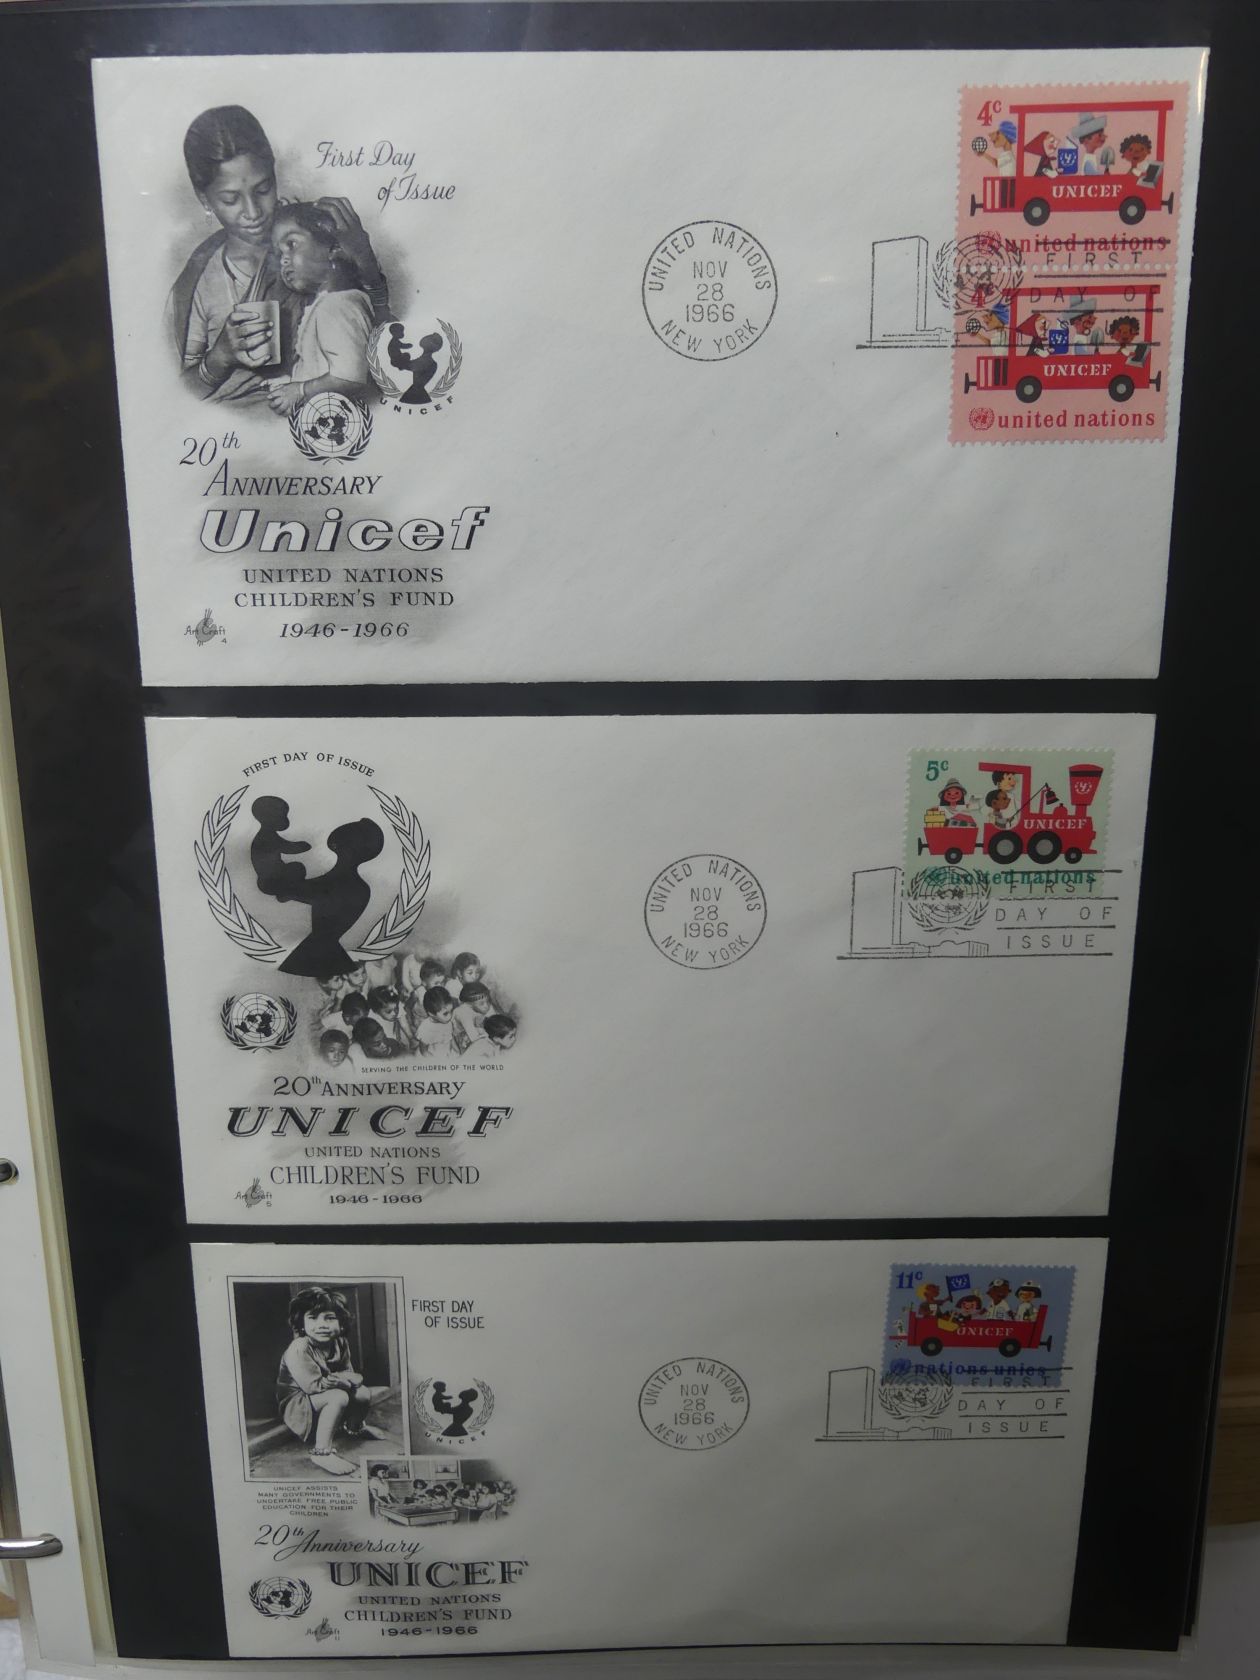 First Day
of Issue
UNICEF
20th
ANNIVERSARY
Unicef
UNITED NATIONS
CHILDREN'S FUND
1946-1966
Art Craft
4
UNITED NATIONS
NOV
28
1966
NEW YORK
4c
UNICEF
united nations
FIRST
DAY OF
4c
UNICEF
united nations
FIRST DAY OF ISSUE
SERVING THE CHILDREN OF THE WORLD
20th ANNIVERSARY
UNICEF
UNITED NATIONS
CHILDREN'S FUND
1946-1966
Art Craft
5
UNITED NATIONS
NOV
28
1966
NEW YORK
5c
UNICEF
united nations
FIRST
DAY OF
ISSUE
FIRST DAY
OF ISSUE
UNICEF
UNICEF ASSISTS
MANY GOVERNMENTS TO
UNDERTAKE FREE PUBLIC
EDUCATION FOR THEIR
CHILDREN
20th Anniversary
UNICEF
UNITED NATIONS
CHILDREN'S FUND
1946-1966
Art Craft
11
UNITED NATIONS
NOV
28
1966
NEW YORK
11c
UNICEF
nations unies
FIRST
DAY OF
ISSUE